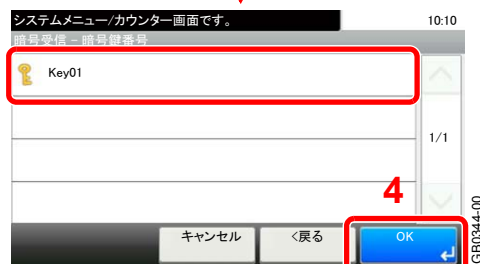 システムメニュー/カウンター画面です。 10:10
暗号受信 - 暗号鍵番号
Key01
1/1
4
キャンセル <戻る OK
GB0344-00